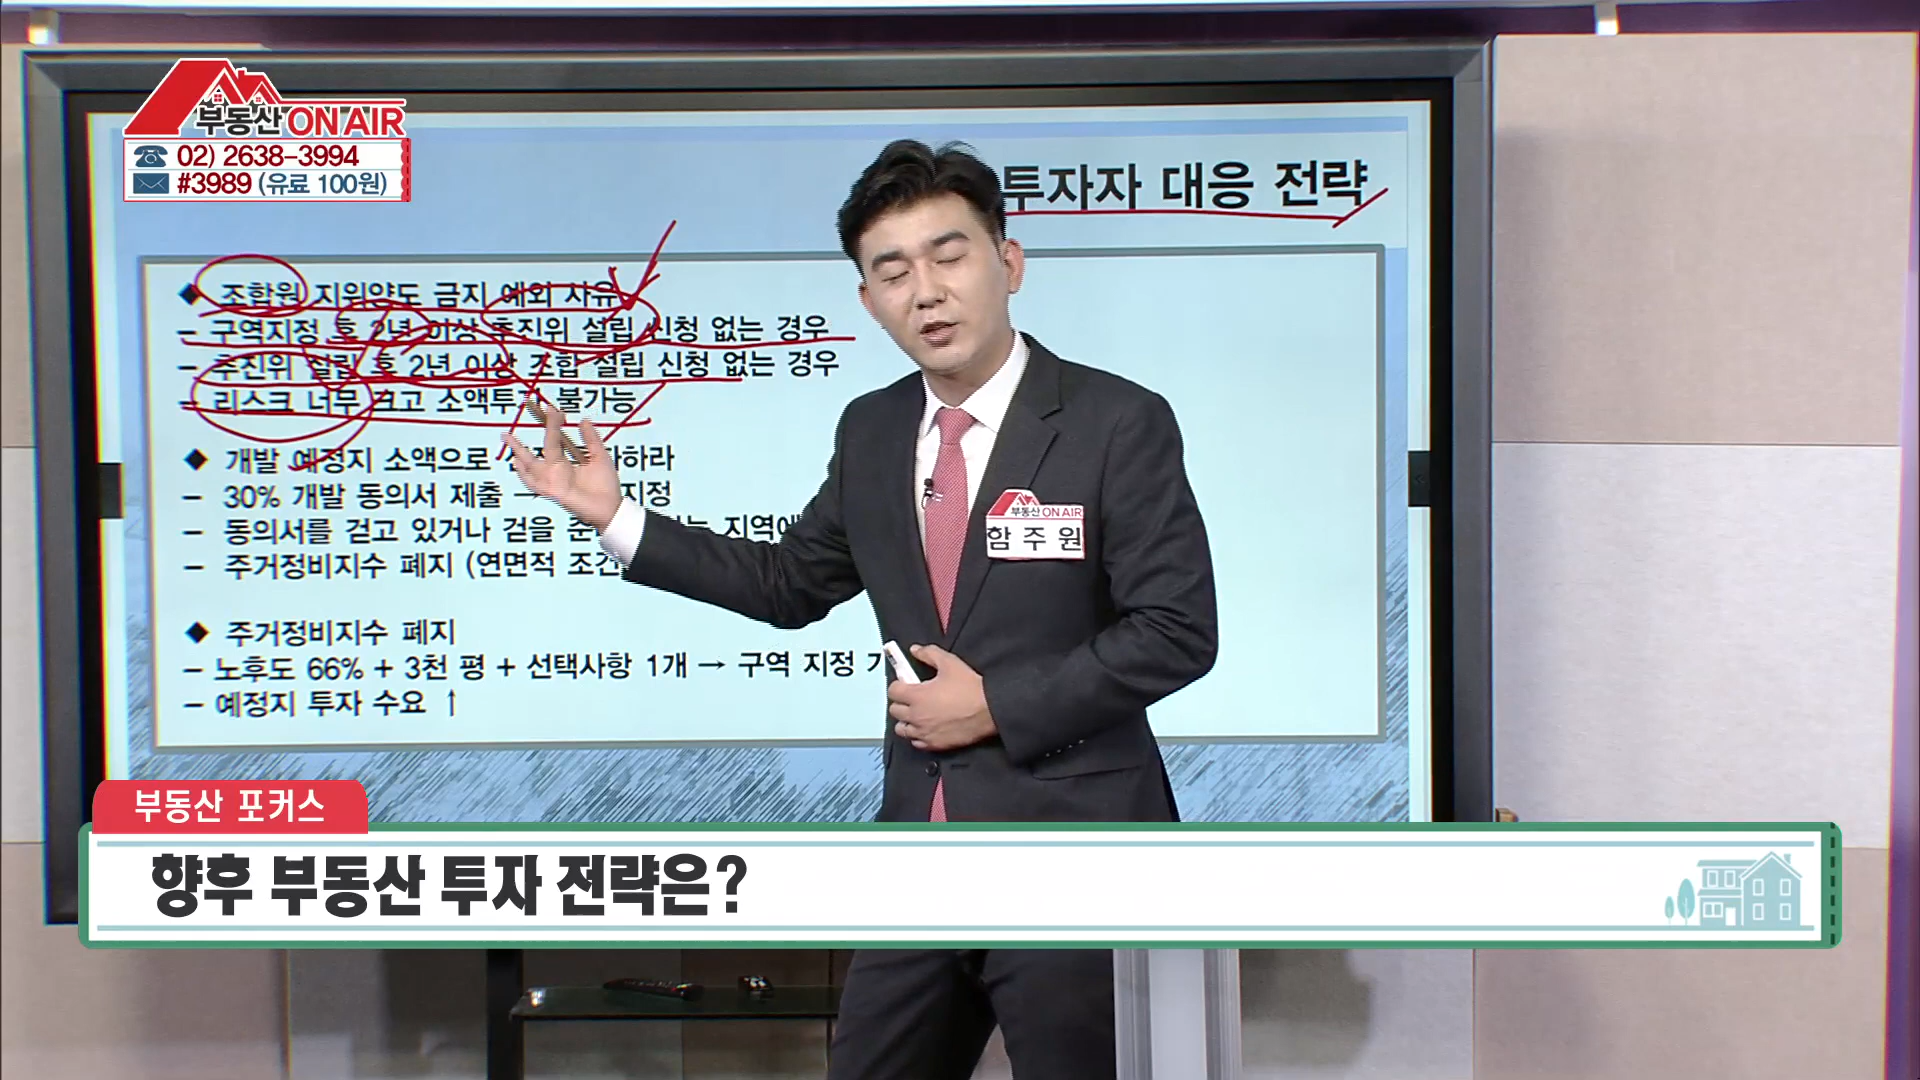 부동산 ON AIR
02) 2638-3994
#3989 (유료 100원)
투자자 대응 전략
◆ 조합원 지위양도 금지 예외 사유
- 구역지정 후 2년 이상 추진위 설립 신청 없는 경우
- 추진위 설립 후 2년 이상 조합 설립 신청 없는 경우
- 리스크 너무 크고 소액투자 불가능
◆ 개발 예정지 소액으로 하라
- 30% 개발 동의서 제출 → 지정
- 동의서를 걷고 있거나 걷을 준 지역에
- 주거정비지수 폐지 (연면적 조건
◆ 주거정비지수 폐지
- 노후도 66% + 3천 평 + 선택사항 1개 → 구역 지정
- 예정지 투자 수요 ↑
부동산 ON AIR
함주원
부동산 포커스
향후 부동산 투자 전략은?